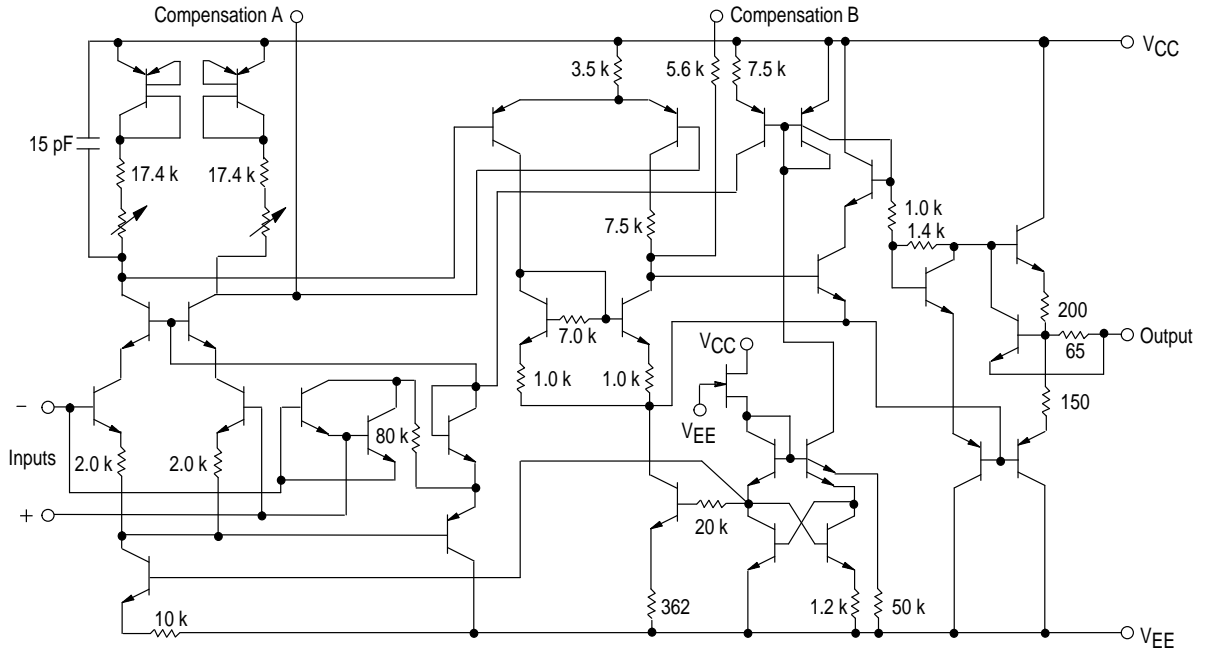 Compensation A
Compensation B
VCC
3.5 k
5.6 k
7.5 k
15 pF
17.4 k
17.4 k
1.0 k
1.4 k
7.5 k
200
7.0 k
VCC
65
Output
1.0 k
1.0 k
−
150
VEE
80 k
Inputs
2.0 k
2.0 k
+
20 k
10 k
362
1.2 k
50 k
VEE